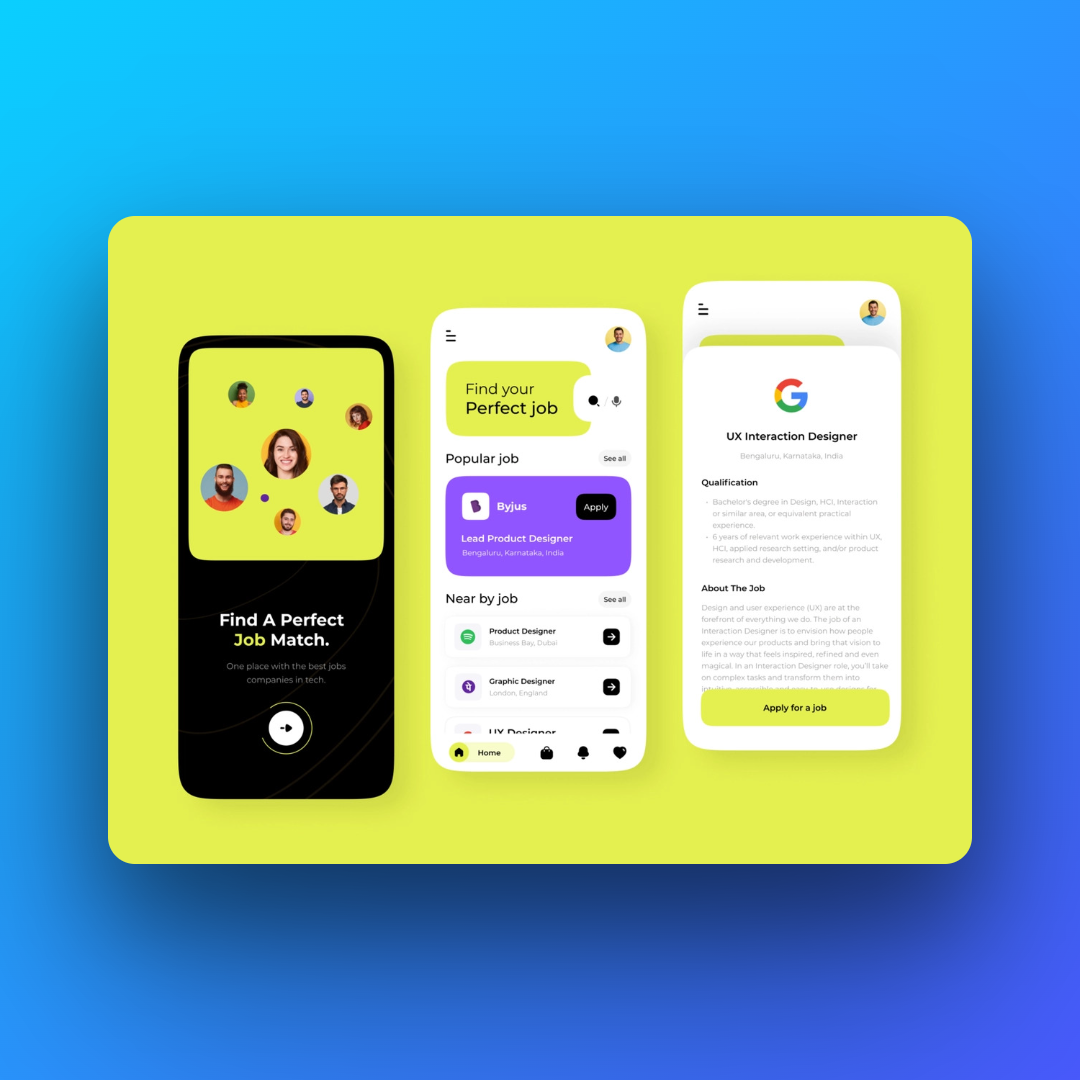 Find A Perfect
Job Match.
One place with the best jobs
companies in tech.
Find your
Perfect job
Popular job
See all
Byjus
Apply
Lead Product Designer
Bengaluru, Karnataka, India
Near by job
See all
Product Designer
Business Bay, Dubai
Graphic Designer
London, England
UX Designer
Home
UX Interaction Designer
Bengaluru, Karnataka, India
Qualification
- Bachelor's degree in Design, HCI, Interaction
or similar area, or equivalent practical
experience.
- 6 years of relevant work experience within UX,
HCI, applied research setting, and/or product
research and development.
About The Job
Design and user experience (UX) are at the
forefront of everything we do. The job of an
Interaction Designer is to envision how people
experience our products and bring that vision to
life in a way that feels inspired, refined and even
magical. In an Interaction Designer role, you'll take
on complex tasks and transform them into
Apply for a job